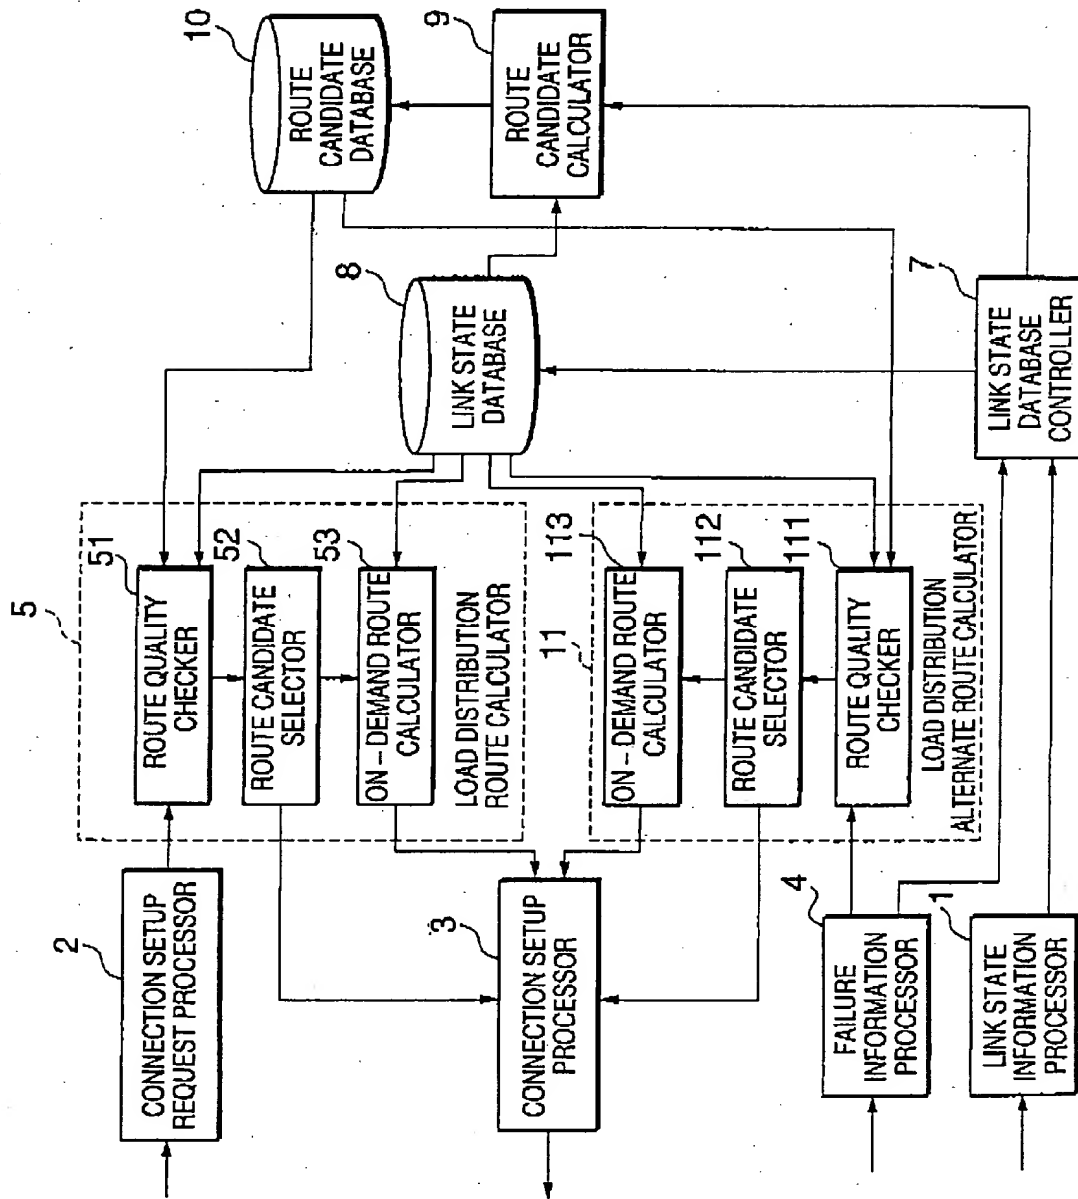 2
CONNECTION SETUP
REQUEST PROCESSOR
5
51
ROUTE QUALITY
CHECKER
52
ROUTE CANDIDATE
SELECTOR
53
ON-DEMAND ROUTE
CALCULATOR
LOAD DISTRIBUTION
ROUTE CALCULATOR
10
ROUTE
CANDIDATE
DATABASE
9
ROUTE
CANDIDATE
CALCULATOR
8
LINK STATE
DATABASE
3
CONNECTION SETUP
PROCESSOR
11
113
ON-DEMAND ROUTE
CALCULATOR
112
ROUTE CANDIDATE
SELECTOR
111
ROUTE QUALITY
CHECKER
LOAD DISTRIBUTION
ALTERNATE ROUTE CALCULATOR
4
FAILURE
INFORMATION
PROCESSOR
1
LINK STATE
INFORMATION
PROCESSOR
7
LINK STATE
DATABASE
CONTROLLER